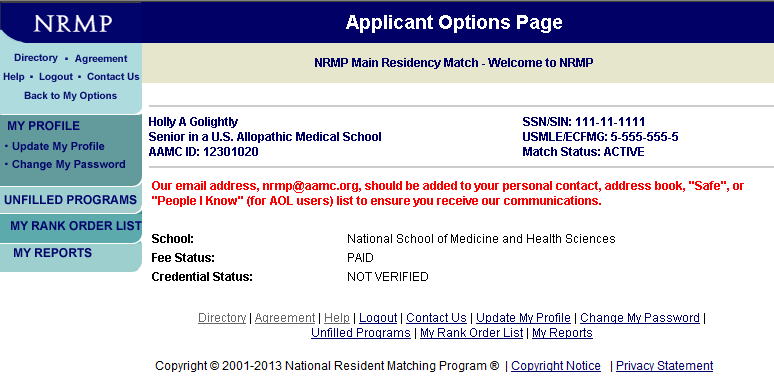 NRMP
Applicant Options Page
Directory • Agreement
Help • Logout • Contact Us
Back to My Options
NRMP Main Residency Match - Welcome to NRMP
MY PROFILE
• Update My Profile
• Change My Password
UNFILLED PROGRAMS
MY RANK ORDER LIST
MY REPORTS
Holly A Golightly SSN/SIN: 111-11-1111
Senior in a U.S. Allopathic Medical School USMLE/ECFMG: 5-555-555-5
AAMC ID: 12301020 Match Status: ACTIVE
Our email address, nrmp@aamc.org, should be added to your personal contact, address book, "Safe", or
"People I Know" (for AOL users) list to ensure you receive our communications.
School: National School of Medicine and Health Sciences
Fee Status: PAID
Credential Status: NOT VERIFIED
Directory | Agreement | Help | Logout | Contact Us | Update My Profile | Change My Password |
Unfilled Programs | My Rank Order List | My Reports
Copyright © 2001-2013 National Resident Matching Program ® | Copyright Notice | Privacy Statement